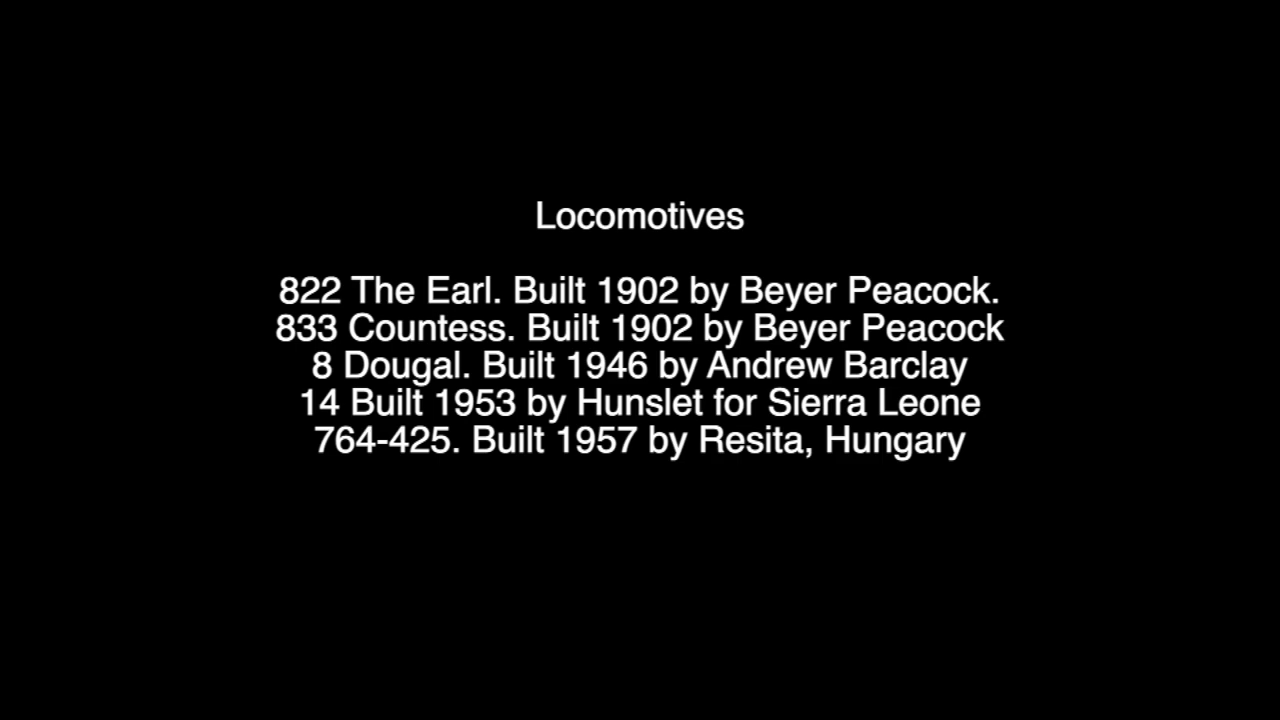 Locomotives
822 The Earl. Built 1902 by Beyer Peacock.
833 Countess. Built 1902 by Beyer Peacock
8 Dougal. Built 1946 by Andrew Barclay
14 Built 1953 by Hunslet for Sierra Leone
764-425. Built 1957 by Resita, Hungary